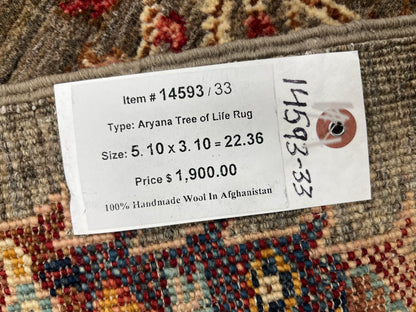 Item # 14593 / 33
Type: Aryana Tree of Life Rug
Size: 5.10 x 3.10 = 22.36
Price $ 1,900.00
100% Handmade Wool In Afghanistan
14593-33